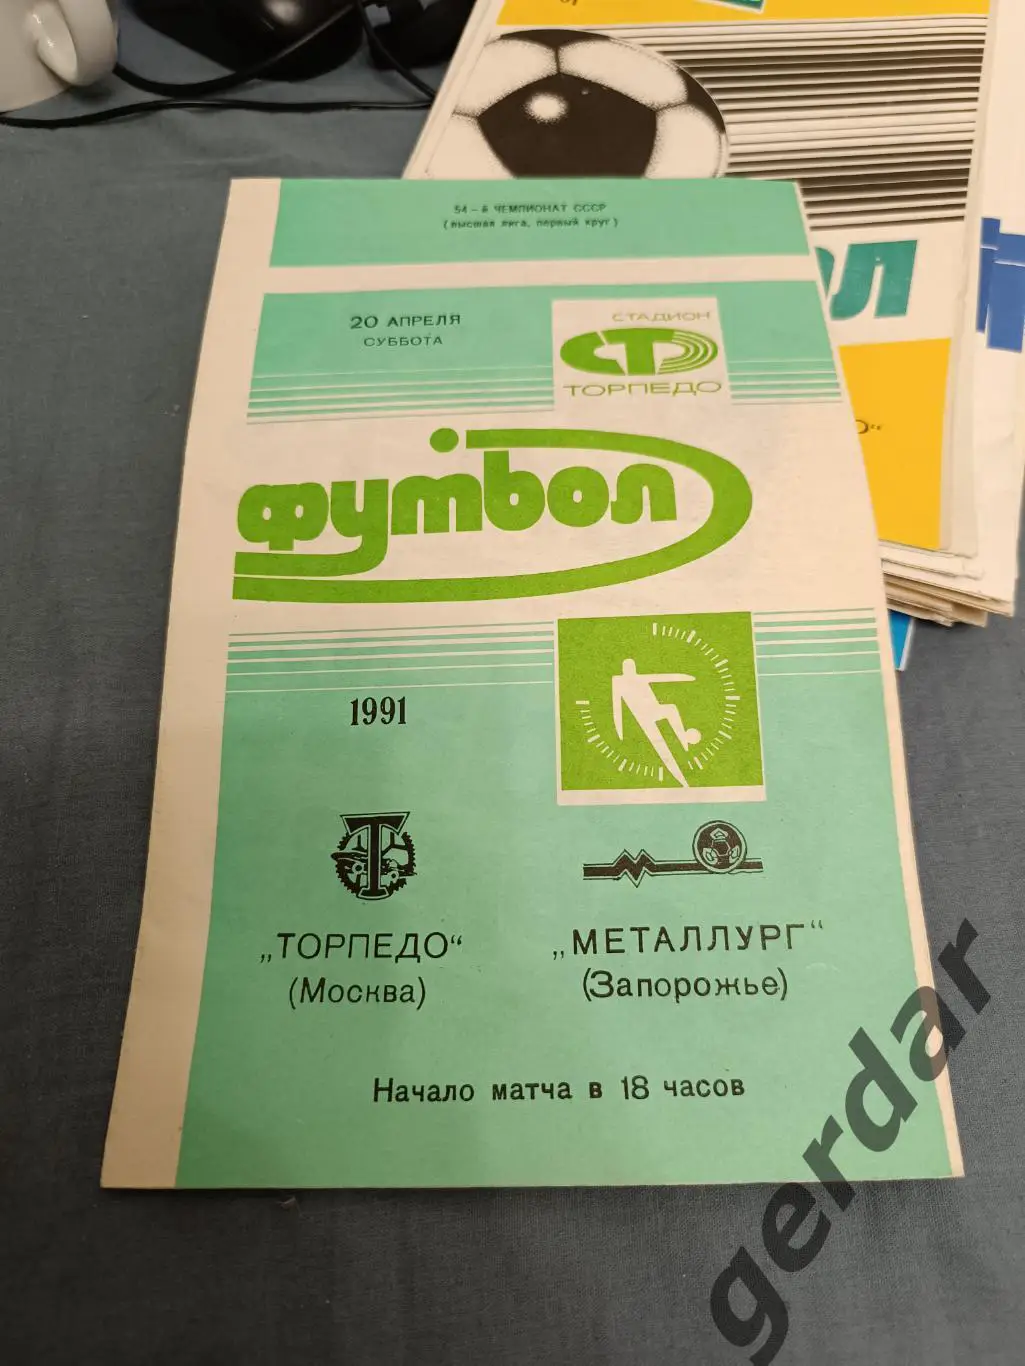 54-й ЧЕМПИОНАТ СССР
(высшая лига, первый круг)
20 АПРЕЛЯ
СУББОТА
СТАДИОН
ТОРПЕДО
футбол
1991
Т
М
„ТОРПЕДО“
(Москва)
„МЕТАЛЛУРГ“
(Запорожье)
Начало матча в 18 часов
ол
О“
gerdar